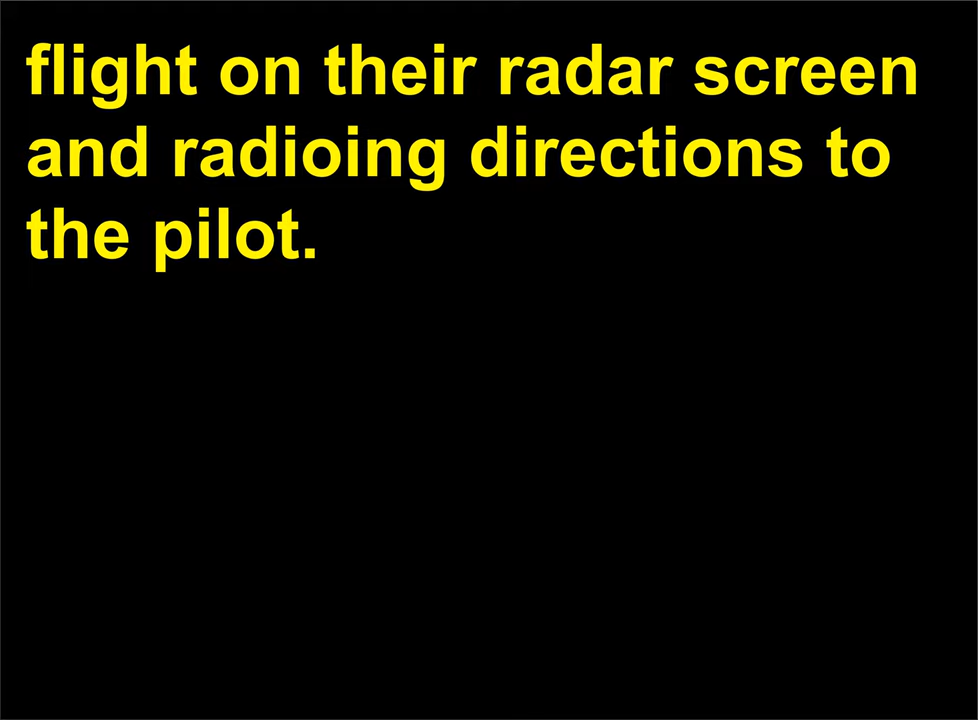 flight on their radar screen
and radioing directions to
the pilot.